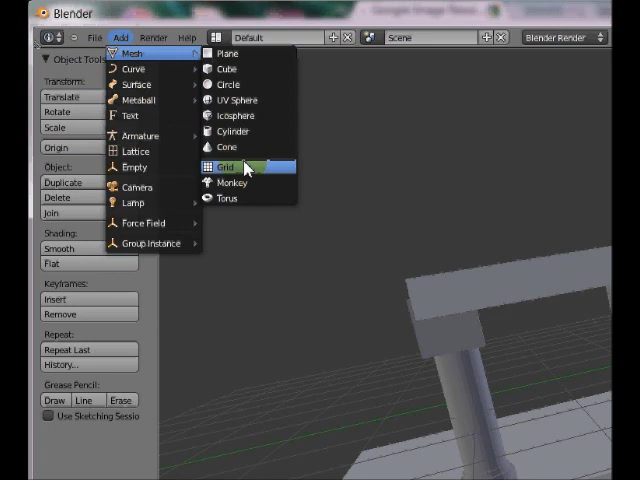 Blender
File Add Render Help Default Scene Blender Render
Object Tools
Transform:
Translate
Rotate
Scale
Origin
Object:
Duplicate
Delete
Join
Shading:
Smooth
Flat
Keyframes:
Insert
Remove
Repeat:
Repeat Last
History...
Grease Pencil:
Draw Line Erase
Use Sketching Sessio
Mesh
Curve
Surface
Metaball
Text
Armature
Lattice
Empty
Camera
Lamp
Force Field
Group Instance
Plane
Cube
Circle
UV Sphere
Icosphere
Cylinder
Cone
Grid
Monkey
Torus